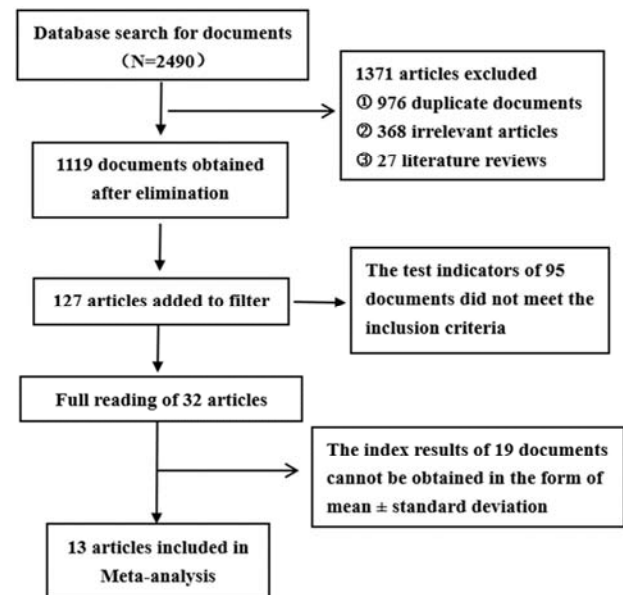 Database search for documents
（N=2490）
1371 articles excluded
① 976 duplicate documents
② 368 irrelevant articles
③ 27 literature reviews
1119 documents obtained
after elimination
127 articles added to filter
The test indicators of 95
documents did not meet the
inclusion criteria
Full reading of 32 articles
The index results of 19 documents
cannot be obtained in the form of
mean ± standard deviation
13 articles included in
Meta-analysis